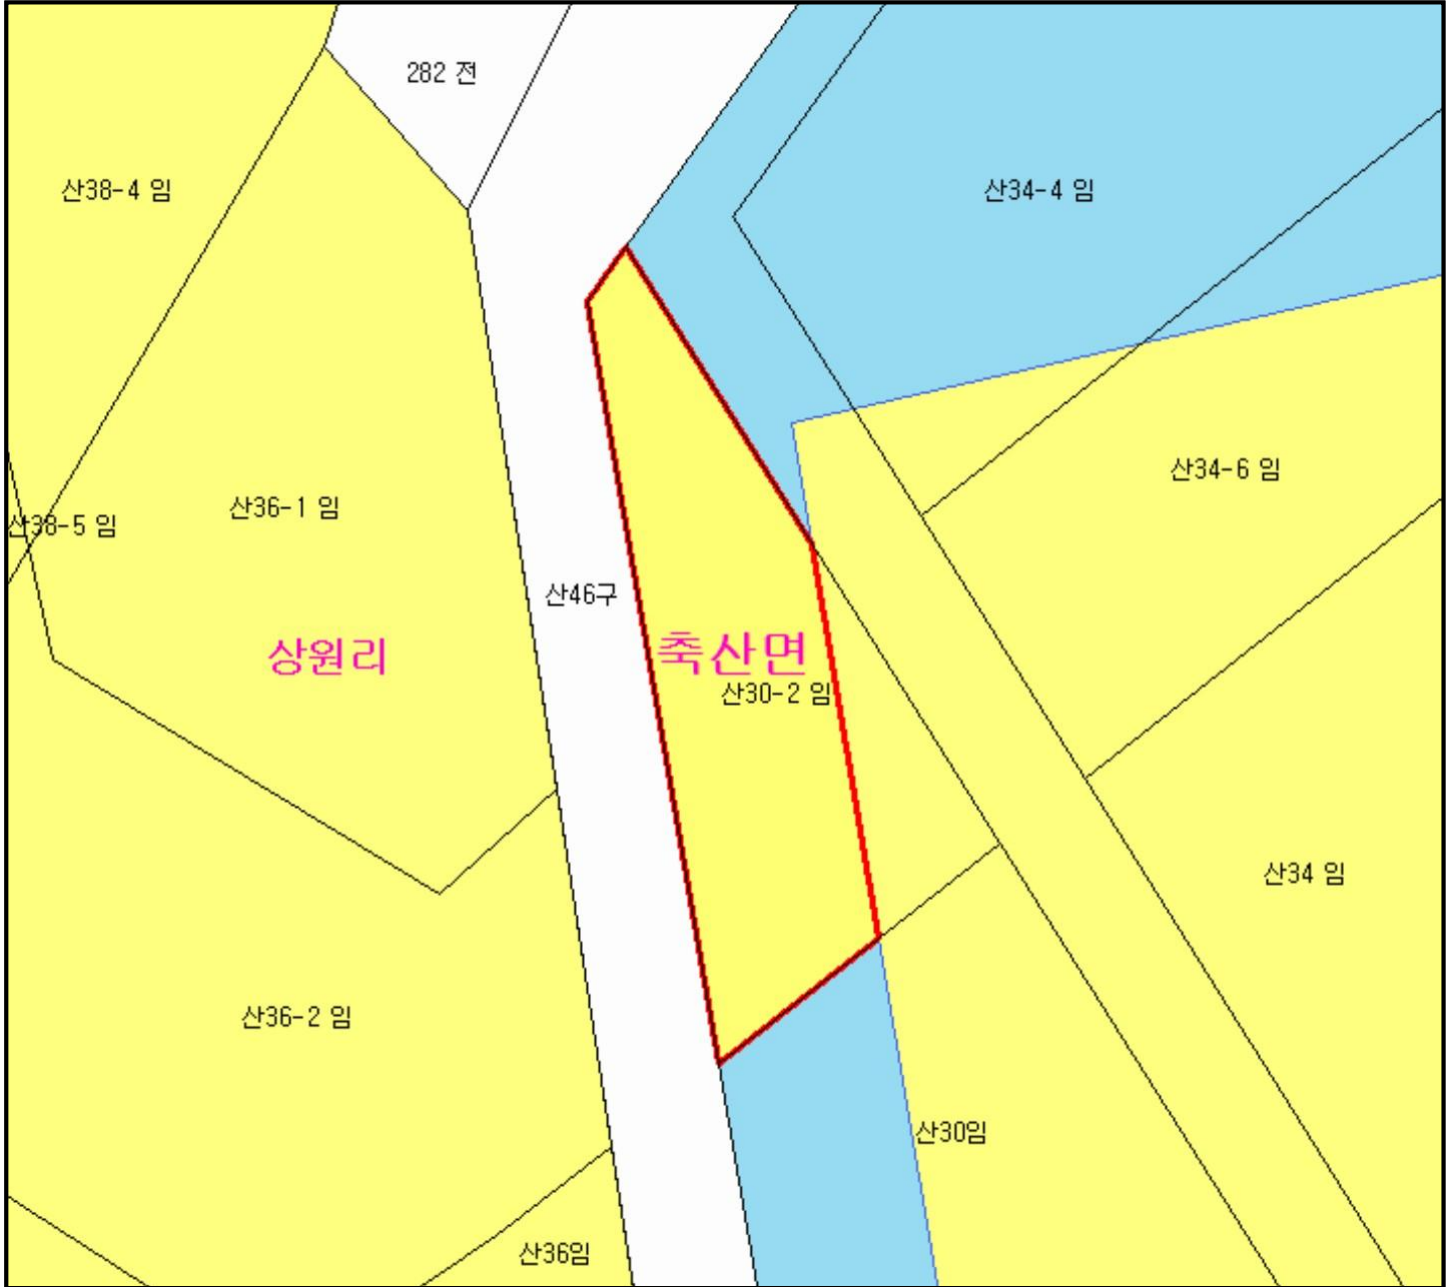 282 전
산38-4 임
산34-4 임
산34-6 임
산36-1 임
산38-5 임
산46구
축산면
상원리
산30-2 임
산34 임
산36-2 임
산30임
산36임